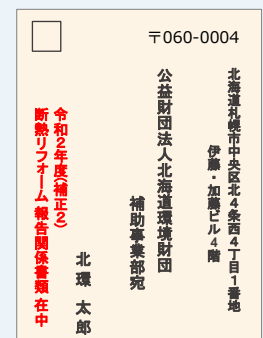 〒060-0004
北海道札幌市中央区北4条西4丁目1番地
伊藤・加藤ビル4階
公益財団法人北海道環境財団
補助事業部宛
北環 太郎
令和2年度(補正2)
断熱リフォーム報告関係書類在中